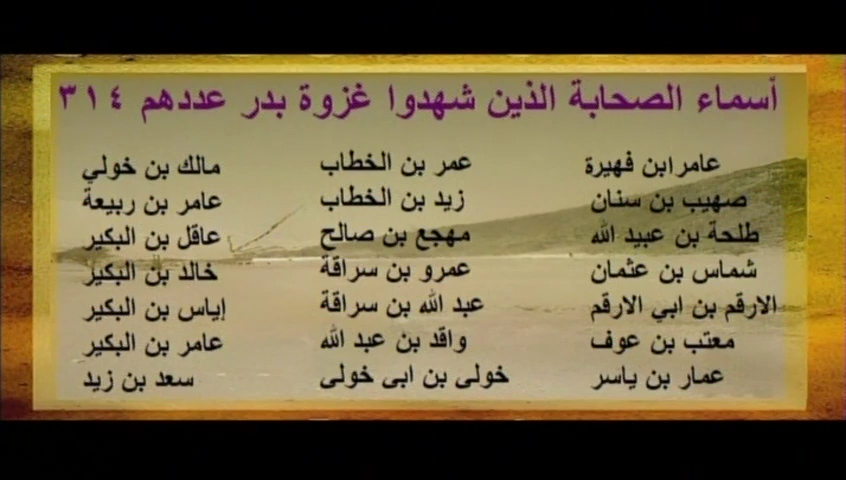 أسماء الصحابة الذين شهدوا غزوة بدر عددهم ٣١٤
عامرابن فهيرة عمر بن الخطاب مالك بن خولي
صهيب بن سنان زيد بن الخطاب عامر بن ربيعة
طلحة بن عبيد الله مهجع بن صالح عاقل بن البكير
شماس بن عثمان عمرو بن سراقة خالد بن البكير
الارقم بن ابي الارقم عبد الله بن سراقة إياس بن البكير
معتب بن عوف واقد بن عبد الله عامر بن البكير
عمار بن ياسر خولى بن ابى خولى سعد بن زيد